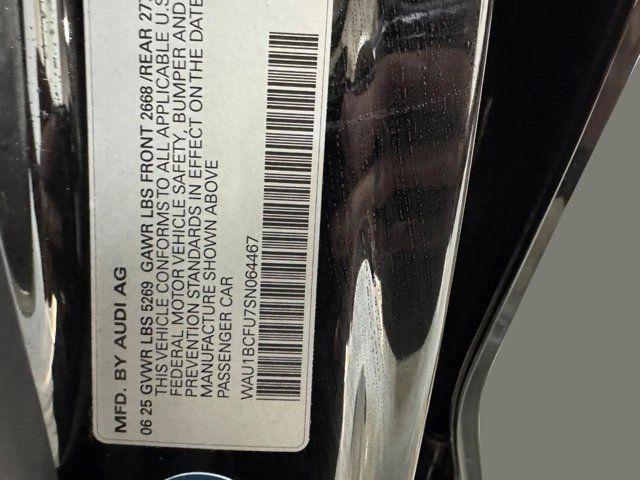 MFD. BY AUDI AG
06 25 GVWR LBS 5269 GAWR LBS FRONT 2668 /REAR
THIS VEHICLE CONFORMS TO ALL APPLICABLE U.S
FEDERAL MOTOR VEHICLE SAFETY, BUMPER AND
PREVENTION STANDARDS IN EFFECT ON THE DATE
MANUFACTURE SHOWN ABOVE
PASSENGER CAR
WAU1BCFU7SN064467